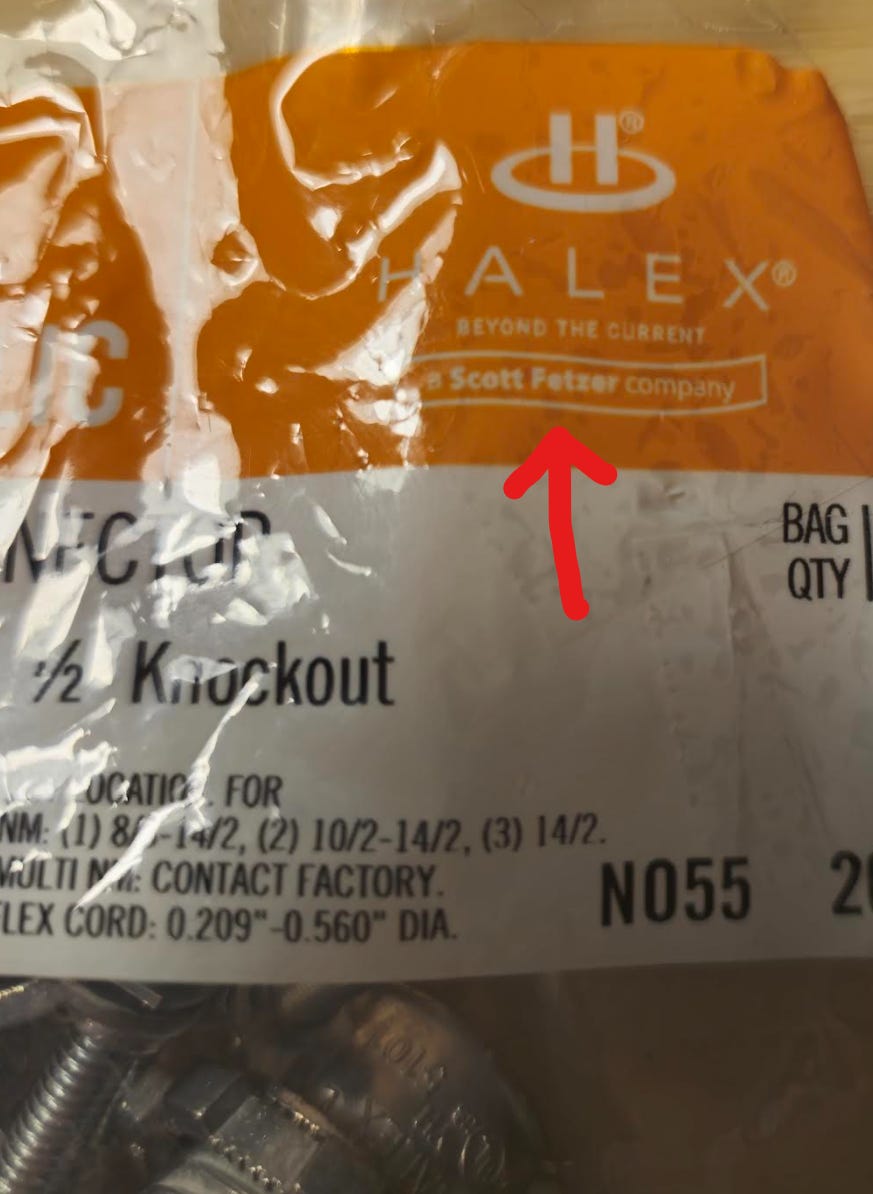 H®
HALEX®
BEYOND THE CURRENT
a Scott Fetzer company
BAG
QTY
1/2 Knockout
FOR
NM: (1) 14/2, (2) 10/2-14/2, (3) 14/2.
MULTI NM: CONTACT FACTORY.
FLEX CORD: 0.209"-0.560" DIA.
N055